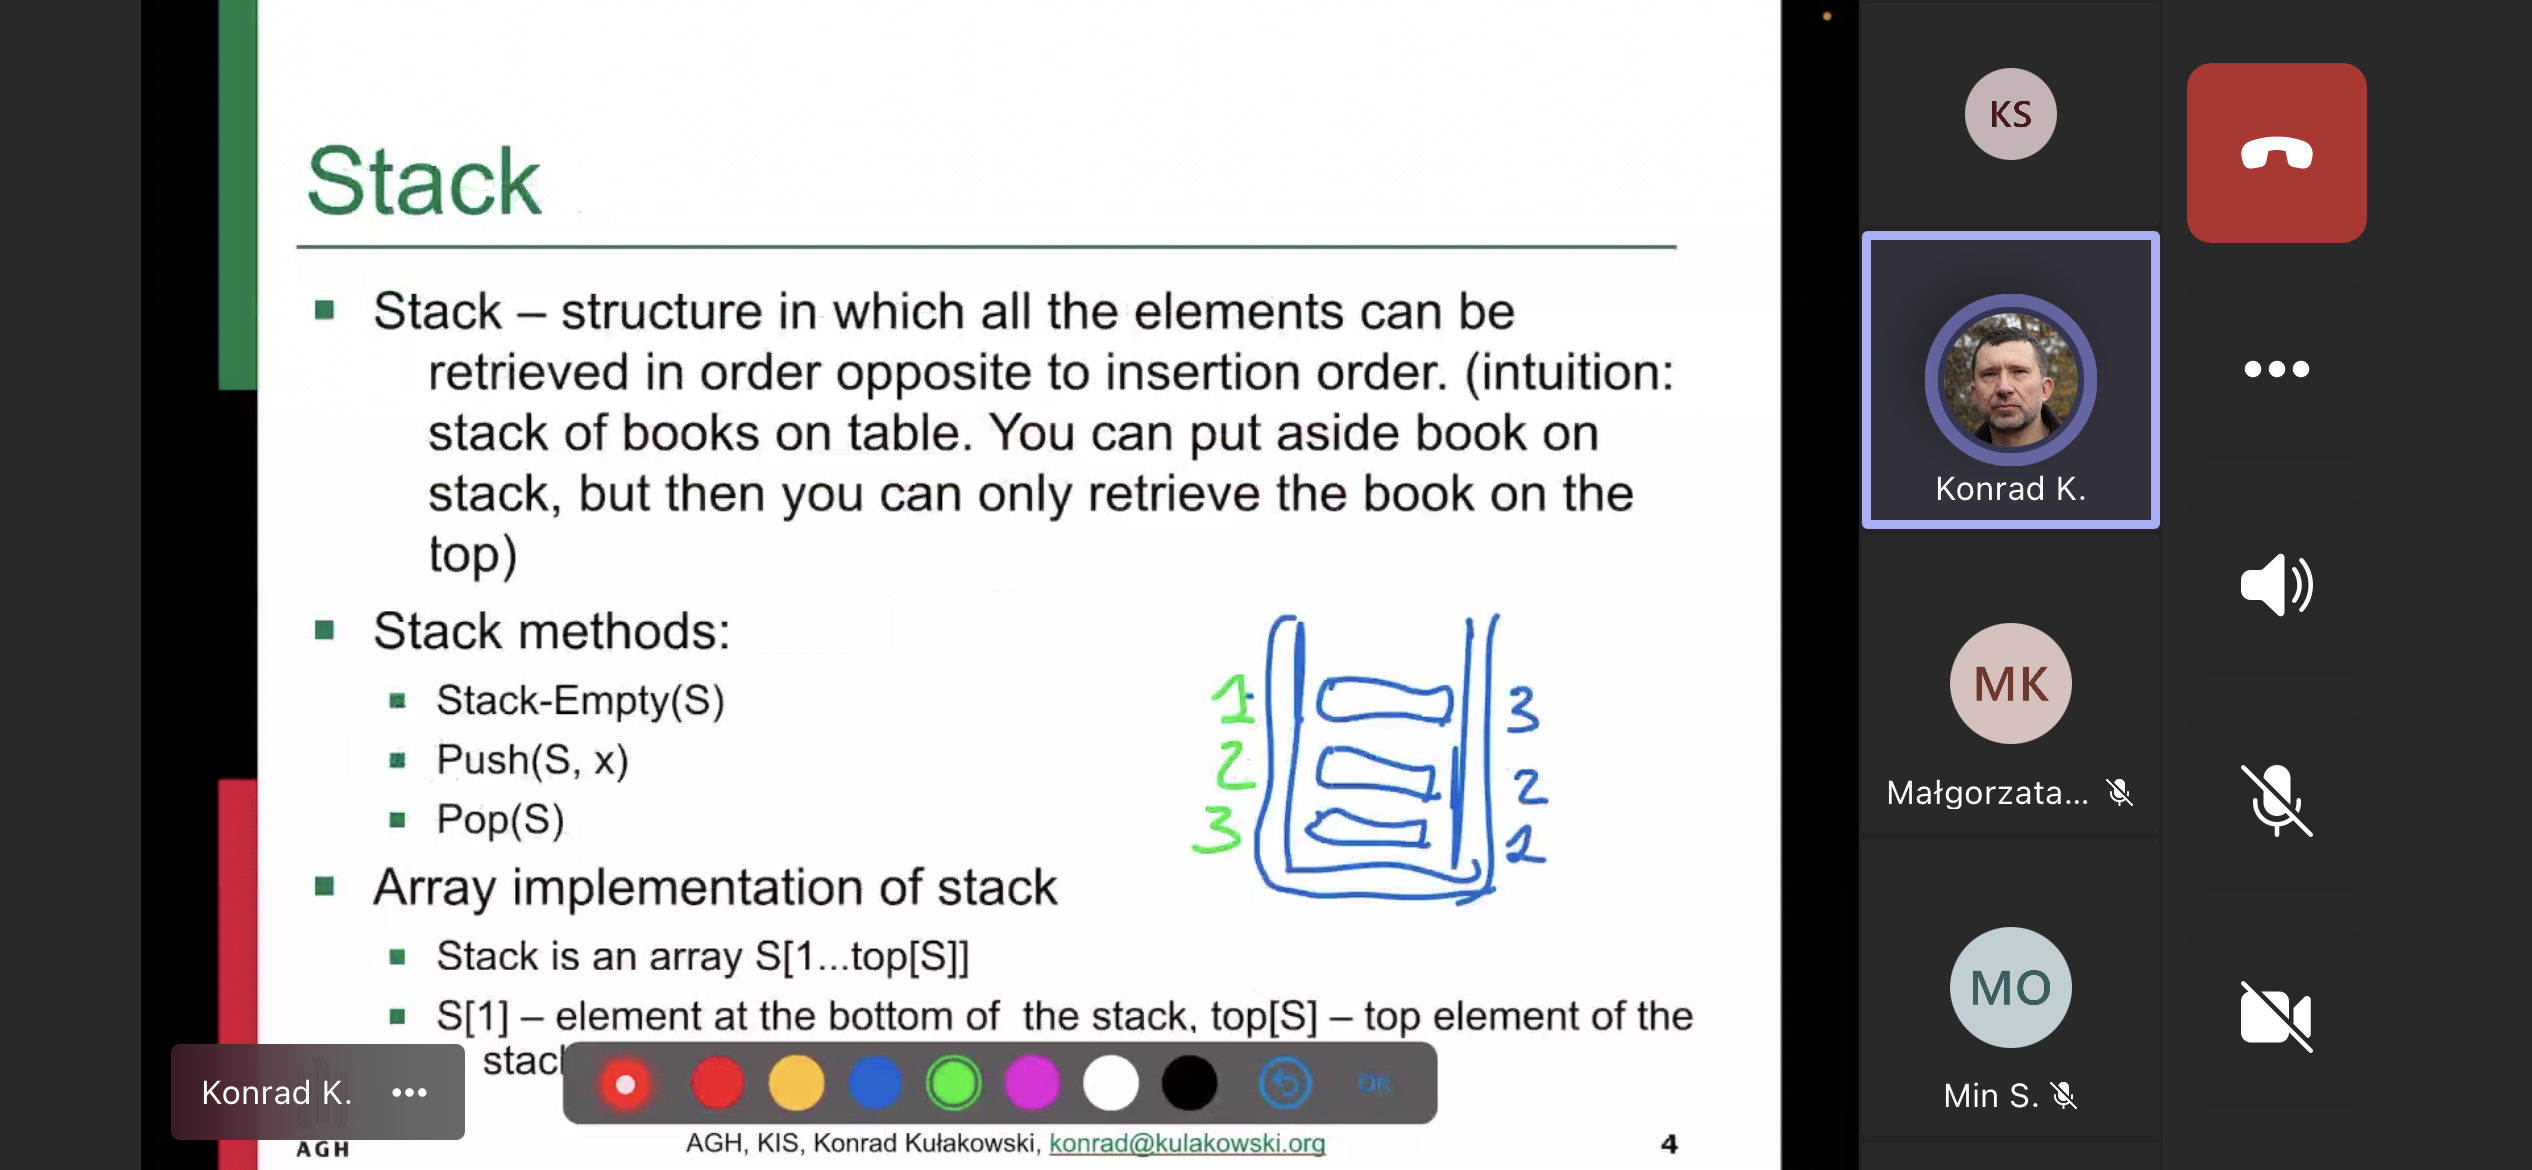 Stack
Stack – structure in which all the elements can be
retrieved in order opposite to insertion order. (intuition:
stack of books on table. You can put aside book on
stack, but then you can only retrieve the book on the
top)
Stack methods:
Stack-Empty(S)
Push(S, x)
Pop(S)
1 3
2 2
3 1
Array implementation of stack
Stack is an array S[1...top[S]]
S[1] – element at the bottom of the stack, top[S] – top element of the
OK
Konrad K.
AGH
AGH, KIS, Konrad Kułakowski, konrad@kulakowski.org
4
KS
Konrad K.
MK
Małgorzata...
MO
Min S.